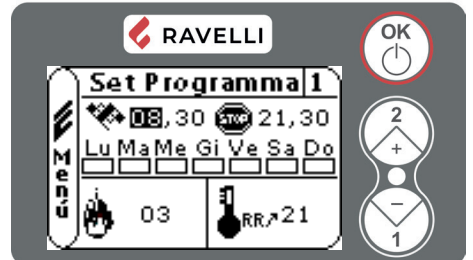 RAVELLI
OK
Set Programma 1
08,30 STOP 21,30
Lu Ma Me Gi Ve Sa Do
Menú
03
RR 21
2
+
−
1